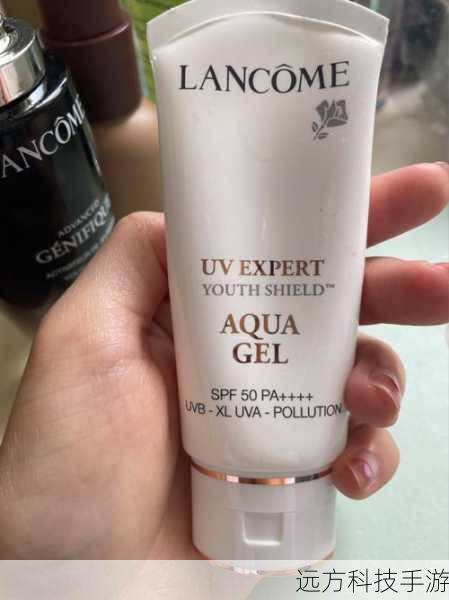 LANCÔME
UV EXPERT
YOUTH SHIELD™
AQUA
GEL
SPF 50 PA++++
UVB - XL UVA - POLLUTION
LANCÔME
ADVANCED
GÉNIFIQUE
远方科技手游